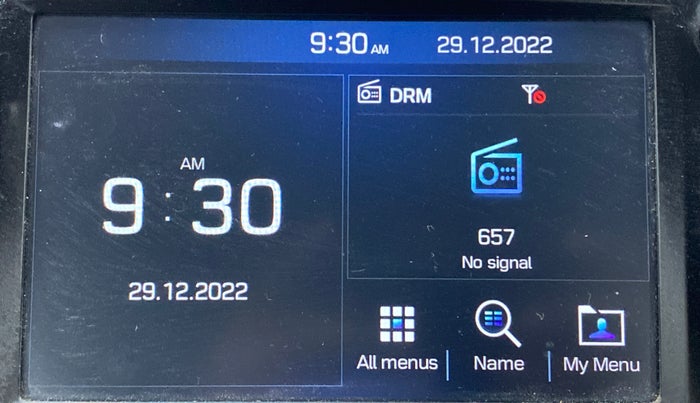 9:30 AM 29.12.2022
AM
9:30
29.12.2022
DRM
657
No signal
All menus
Name
My Menu